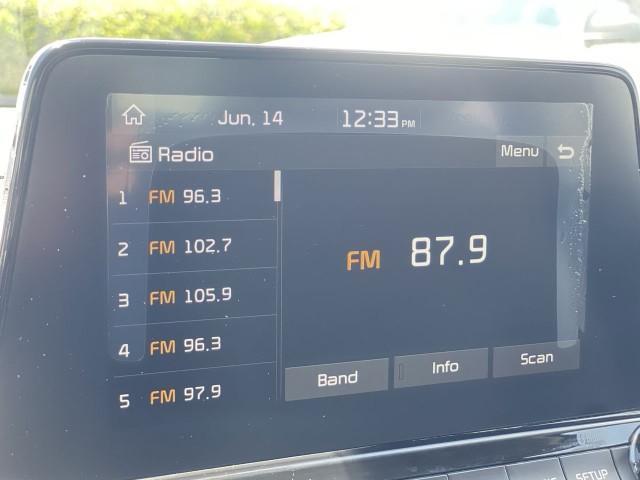 Jun. 14 12:33 PM
Radio Menu
1 FM 96.3
2 FM 102.7
3 FM 105.9
4 FM 96.3
5 FM 97.9
FM 87.9
Band Info Scan
SETUP